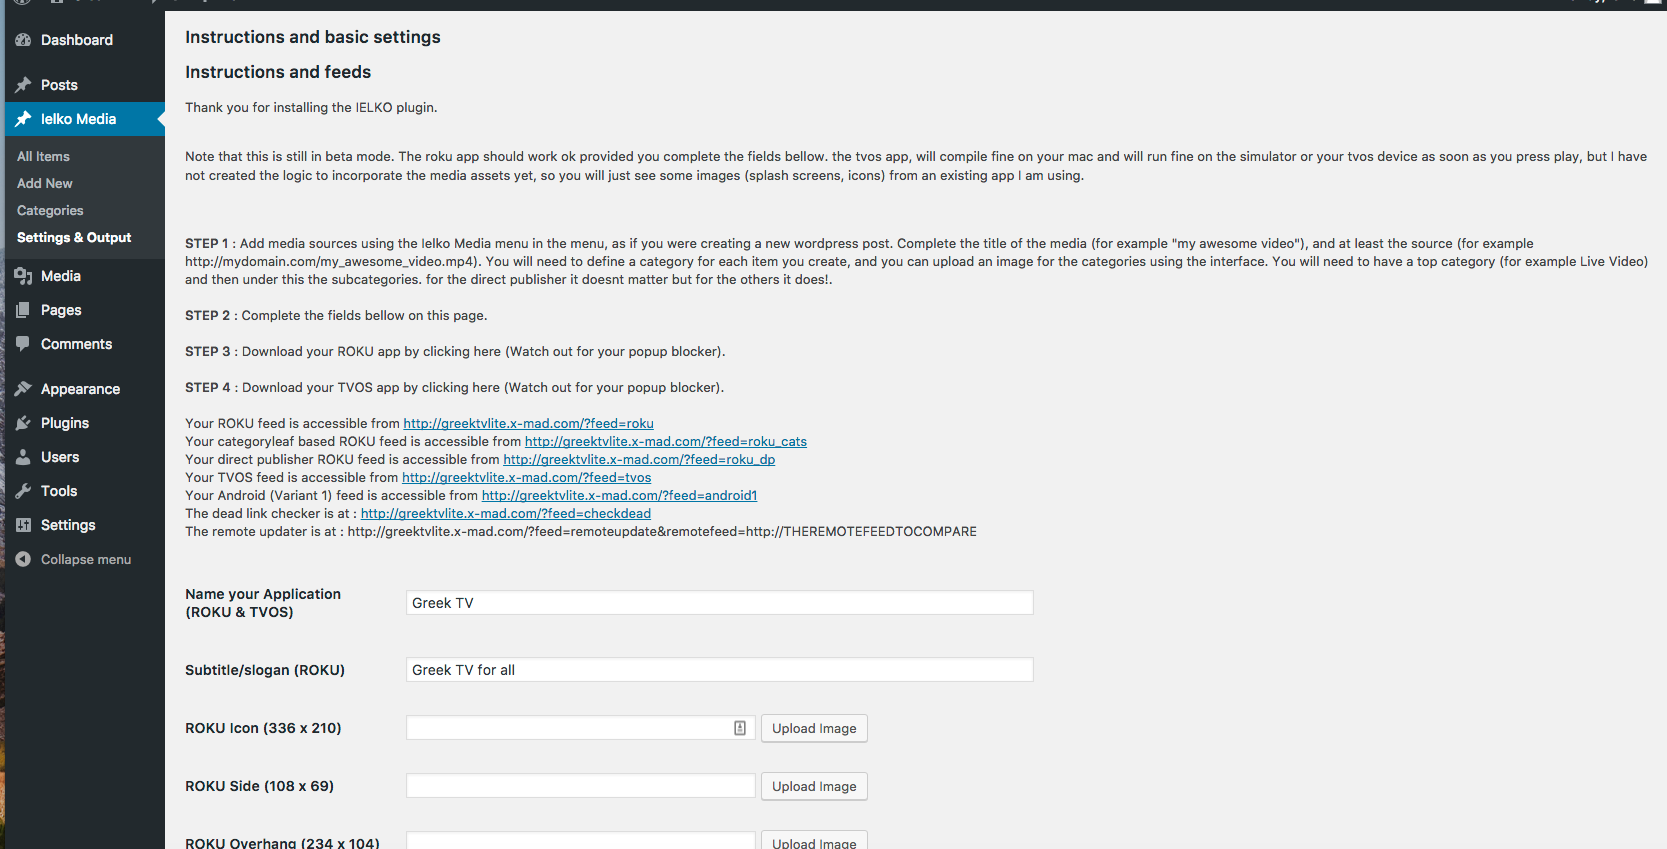 Dashboard
Posts
Ielko Media
All Items
Add New
Categories
Settings & Output
Media
Pages
Comments
Appearance
Plugins
Users
Tools
Settings
Collapse menu
Instructions and basic settings
Instructions and feeds
Thank you for installing the IELKO plugin.
Note that this is still in beta mode. The roku app should work ok provided you complete the fields bellow. the tvos app, will compile fine on your mac and will run fine on the simulator or your tvos device as soon as you press play, but I have
not created the logic to incorporate the media assets yet, so you will just see some images (splash screens, icons) from an existing app I am using.
STEP 1 : Add media sources using the Ielko Media menu in the menu, as if you were creating a new wordpress post. Complete the title of the media (for example "my awesome video"), and at least the source (for example
http://mydomain.com/my_awesome_video.mp4). You will need to define a category for each item you create, and you can upload an image for the categories using the interface. You will need to have a top category (for example Live Video)
and then under this the subcategories. for the direct publisher it doesnt matter but for the others it does!.
STEP 2 : Complete the fields bellow on this page.
STEP 3 : Download your ROKU app by clicking here (Watch out for your popup blocker).
STEP 4 : Download your TVOS app by clicking here (Watch out for your popup blocker).
Your ROKU feed is accessible from http://greektvlite.x-mad.com/?feed=roku
Your categoryleaf based ROKU feed is accessible from http://greektvlite.x-mad.com/?feed=roku_cats
Your direct publisher ROKU feed is accessible from http://greektvlite.x-mad.com/?feed=roku_dp
Your TVOS feed is accessible from http://greektvlite.x-mad.com/?feed=tvos
Your Android (Variant 1) feed is accessible from http://greektvlite.x-mad.com/?feed=android1
The dead link checker is at : http://greektvlite.x-mad.com/?feed=checkdead
The remote updater is at : http://greektvlite.x-mad.com/?feed=remoteupdate&remotefeed=http://THEREMOTEFEEDTOCOMPARE
Name your Application
(ROKU & TVOS)
Greek TV
Subtitle/slogan (ROKU)
Greek TV for all
ROKU Icon (336 x 210)
Upload Image
ROKU Side (108 x 69)
Upload Image
ROKU Overhang (234 x 104)
Upload Image